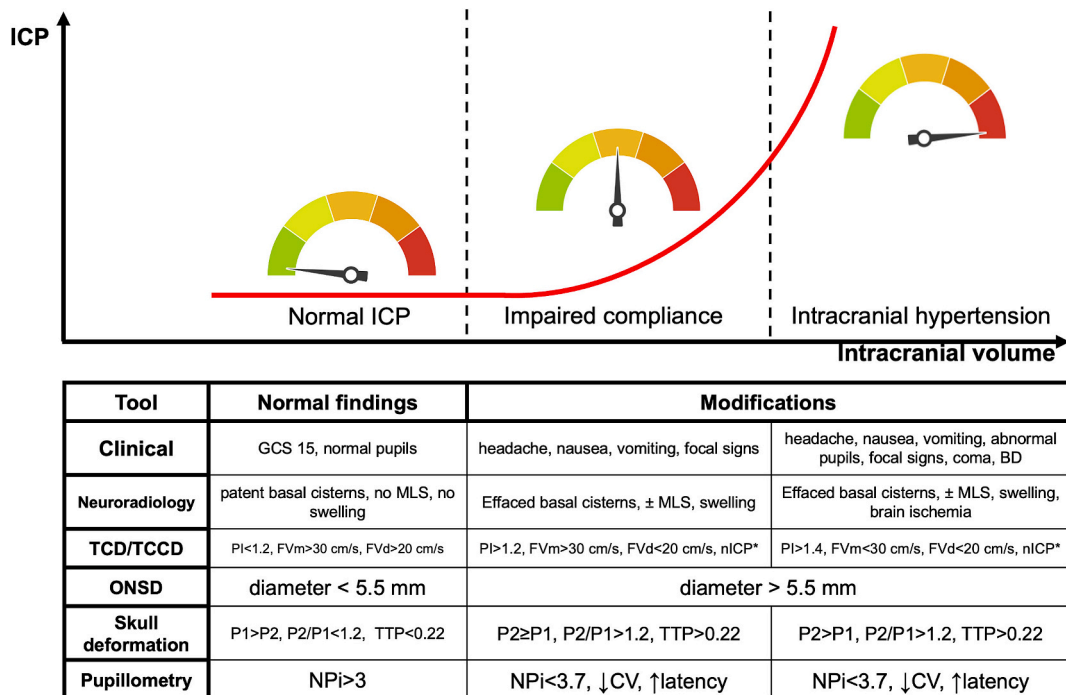 ICP
Normal ICP
Impaired compliance
Intracranial hypertension
Intracranial volume
Tool
Normal findings
Modifications
Clinical
GCS 15, normal pupils
headache, nausea, vomiting, focal signs
headache, nausea, vomiting, abnormal
pupils, focal signs, coma, BD
Neuroradiology
patent basal cisterns, no MLS, no
swelling
Effaced basal cisterns, ± MLS, swelling
Effaced basal cisterns, ± MLS, swelling,
brain ischemia
TCD/TCCD
PI<1.2, FVm>30 cm/s, FVd>20 cm/s
PI>1.2, FVm>30 cm/s, FVd<20 cm/s, nICP*
PI>1.4, FVm<30 cm/s, FVd<20 cm/s, nICP*
ONSD
diameter < 5.5 mm
diameter > 5.5 mm
Skull
deformation
P1>P2, P2/P1<1.2, TTP<0.22
P2≥P1, P2/P1>1.2, TTP>0.22
P2>P1, P2/P1>1.2, TTP>0.22
Pupillometry
NPi>3
NPi<3.7, ↓CV, ↑latency
NPi<3.7, ↓CV, ↑latency